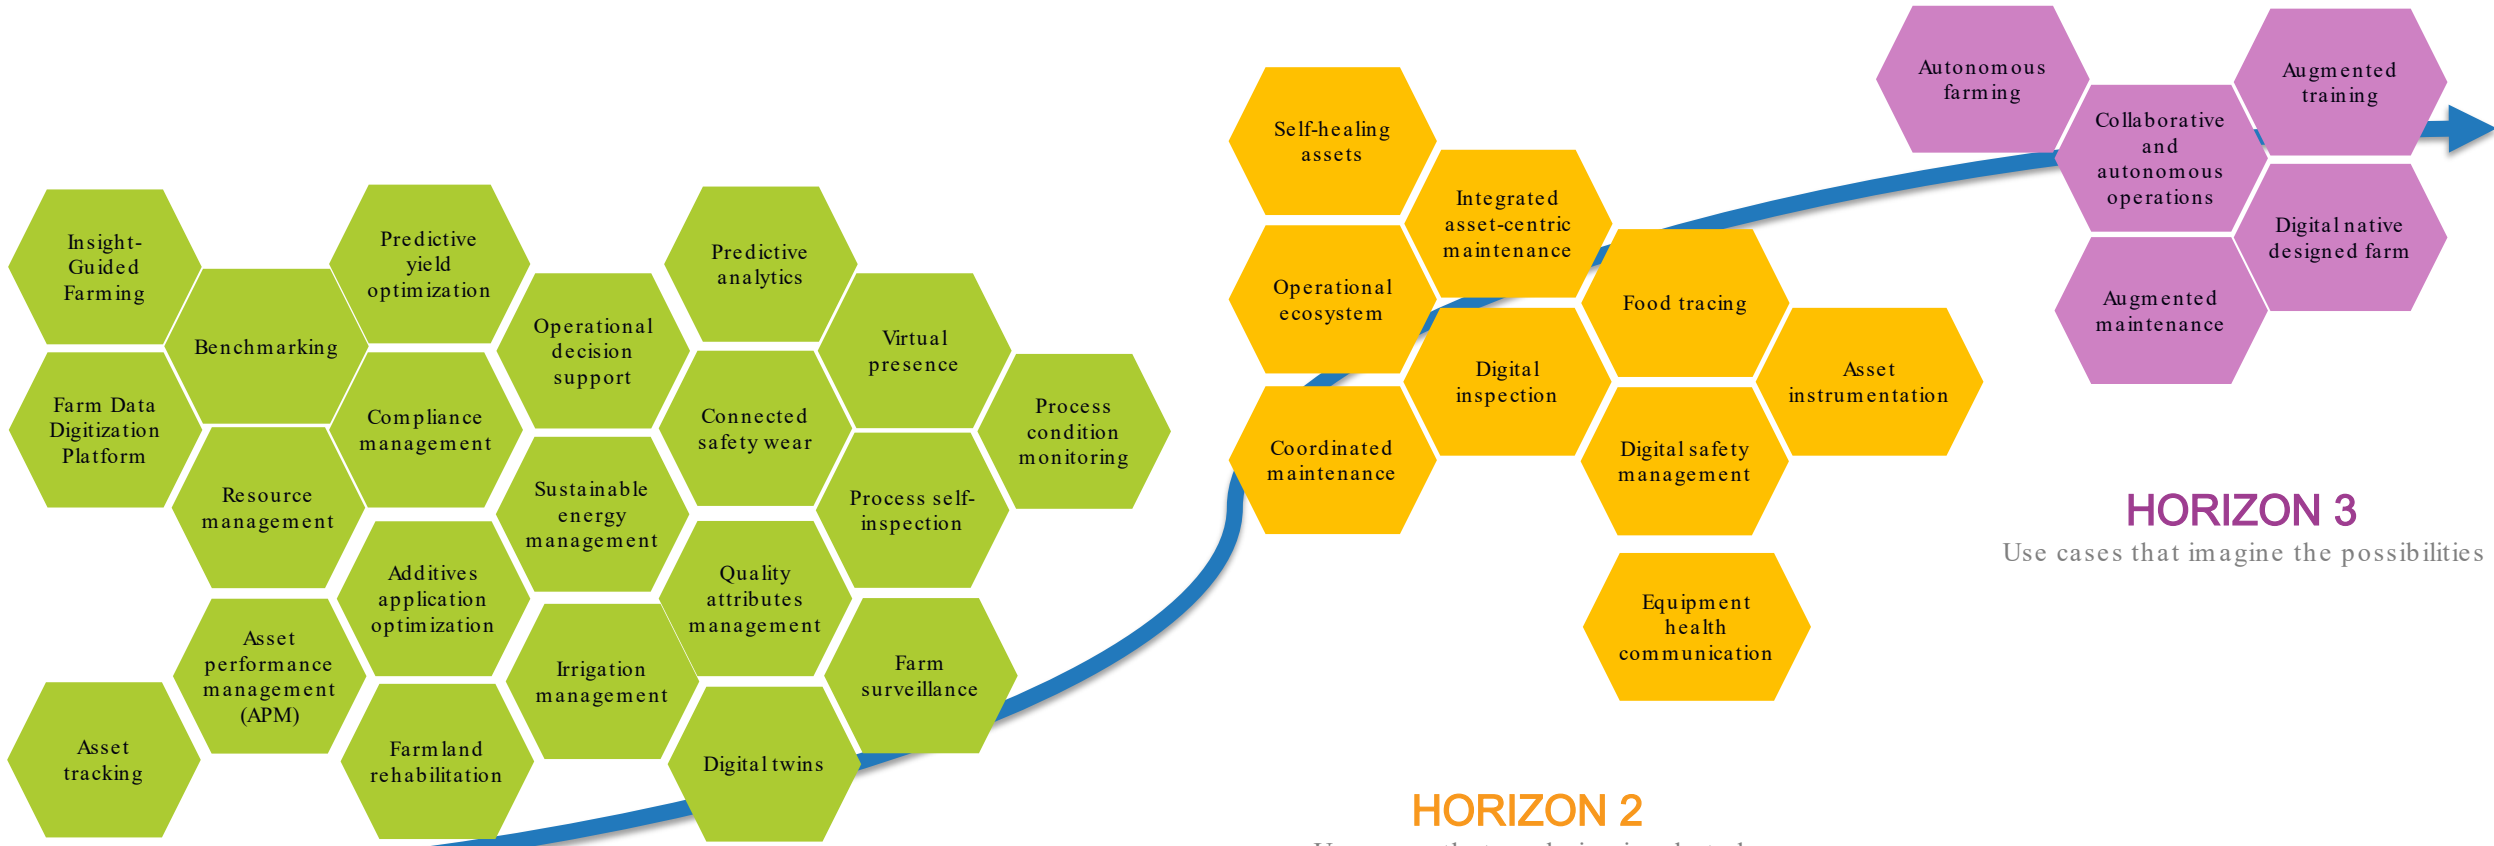 Insight-
Guided
Farming
Farm Data
Digitization
Platform
Asset
tracking
Benchmarking
Resource
management
Asset
performance
management
(APM)
Predictive
yield
optimization
Compliance
management
Additives
application
optimization
Farmland
rehabilitation
Operational
decision
support
Sustainable
energy
management
Irrigation
management
Predictive
analytics
Connected
safety wear
Quality
attributes
management
Digital twins
Virtual
presence
Process self-
inspection
Farm
surveillance
Process
condition
monitoring
Self-healing
assets
Operational
ecosystem
Coordinated
maintenance
Integrated
asset-centric
maintenance
Digital
inspection
Food tracing
Digital safety
management
Equipment
health
communication
Asset
instrumentation
HORIZON 2
Autonomous
farming
Collaborative
and
autonomous
operations
Augmented
maintenance
Augmented
training
Digital native
designed farm
HORIZON 3
Use cases that imagine the possibilities